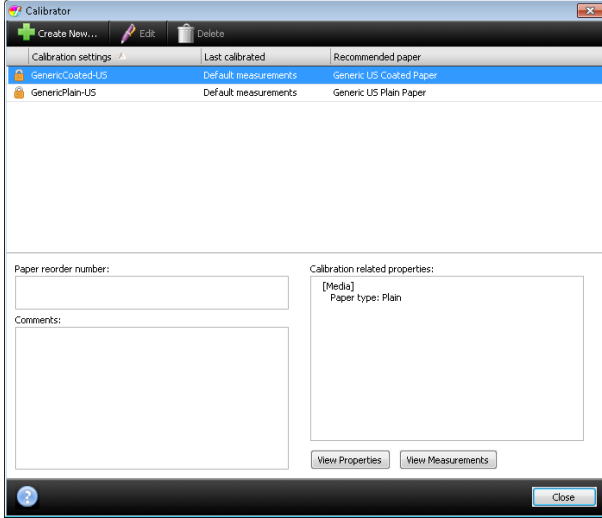 Calibrator
Create New... Edit Delete
Calibration settings Last calibrated Recommended paper
GenericCoated-US Default measurements Generic US Coated Paper
GenericPlain-US Default measurements Generic US Plain Paper
Paper reorder number:
Comments:
Calibration related properties:
[Media]
Paper type: Plain
View Properties View Measurements
? Close